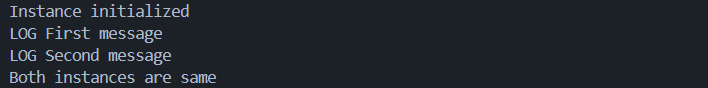 Instance initialized
LOG First message
LOG Second message
Both instances are same